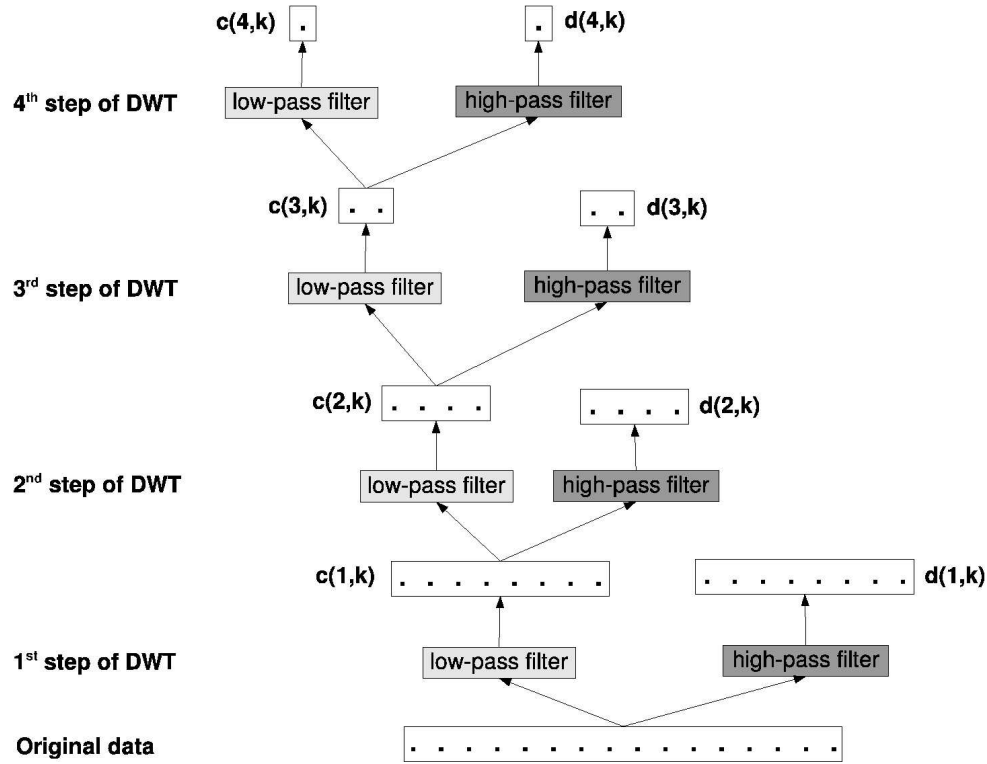 c(4,k)
d(4,k)
4th step of DWT
low-pass filter
high-pass filter
c(3,k)
d(3,k)
3rd step of DWT
low-pass filter
high-pass filter
c(2,k)
d(2,k)
2nd step of DWT
low-pass filter
high-pass filter
c(1,k)
d(1,k)
1st step of DWT
low-pass filter
high-pass filter
Original data